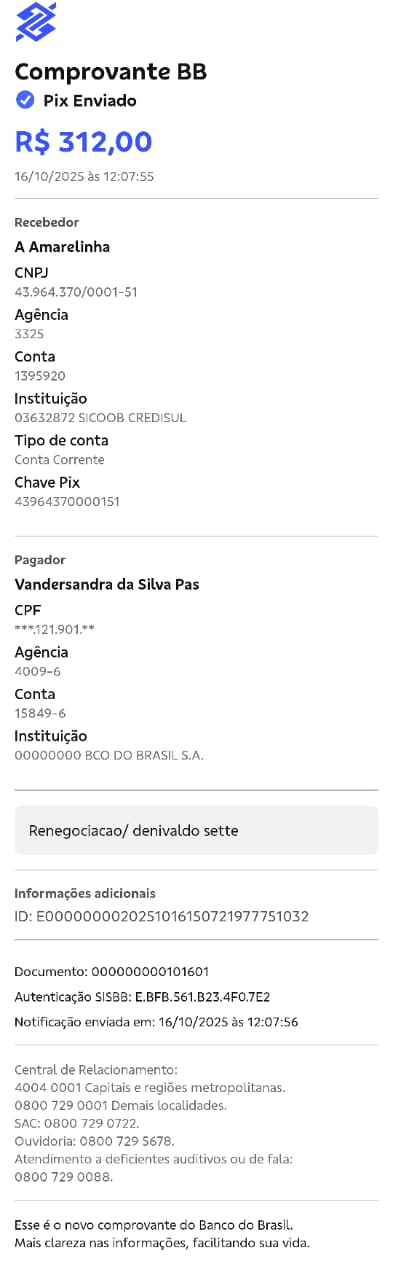 Comprovante BB
Pix Enviado
R$ 312,00
16/10/2025 às 12:07:55
Recebedor
A Amarelinha
CNPJ
43.964.370/0001-51
Agência
3325
Conta
1395920
Instituição
03632872 SICOOB CREDISUL
Tipo de conta
Conta Corrente
Chave Pix
43964370000151
Pagador
Vandersandra da Silva Pas
CPF
***.121.901.**
Agência
4009-6
Conta
15849-6
Instituição
00000000 BCO DO BRASIL S.A.
Renegociacao/ denivaldo sette
Informações adicionais
ID: E0000000020251016150721977751032
Documento: 000000000101601
Autenticação SISBB: E.BFB.561.B23.4F0.7E2
Notificação enviada em: 16/10/2025 às 12:07:56
Central de Relacionamento:
4004 0001 Capitais e regiões metropolitanas.
0800 729 0001 Demais localidades.
SAC: 0800 729 0722.
Ouvidoria: 0800 729 5678.
Atendimento a deficientes auditivos ou de fala:
0800 729 0088.
Esse é o novo comprovante do Banco do Brasil.
Mais clareza nas informações, facilitando sua vida.